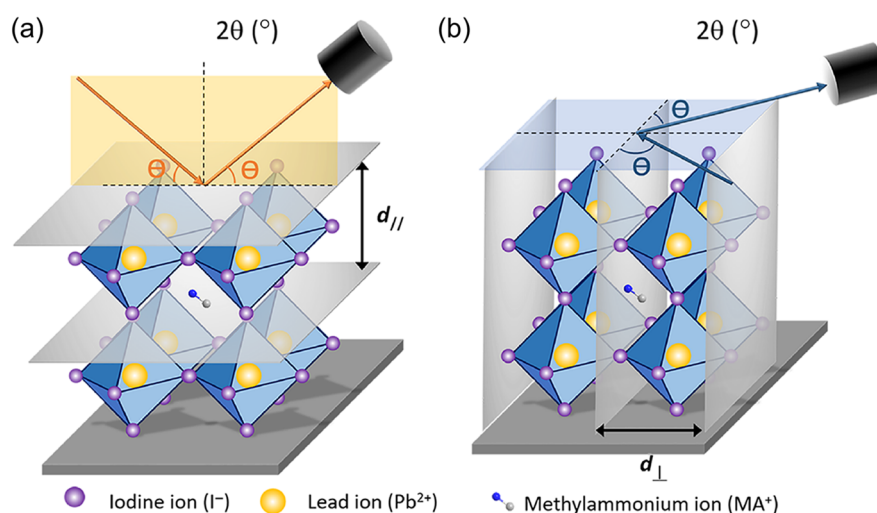 (a)
2θ (°)
(b)
2θ (°)
Θ
Θ
d//
Θ
Θ
d⊥
Iodine ion (I⁻)
Lead ion (Pb²⁺)
Methylammonium ion (MA⁺)